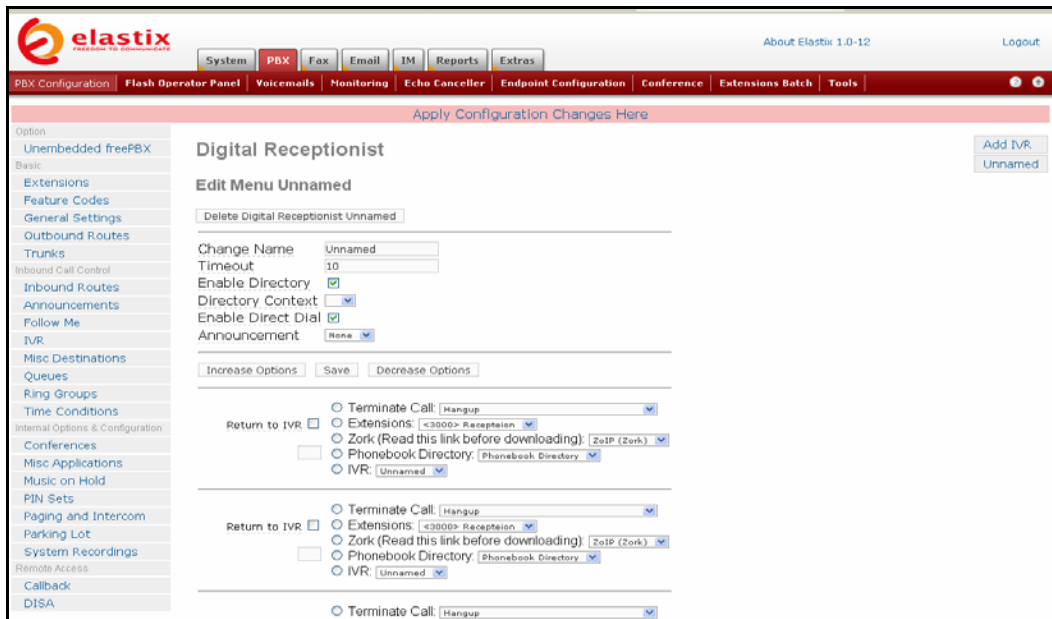 elastix
FREEDOM TO COMMUNICATE
About Elastix 1.0-12
Logout
System PBX Fax Email IM Reports Extras
PBX Configuration Flash Operator Panel Voicemails Monitoring Echo Canceller Endpoint Configuration Conference Extensions Batch Tools
Apply Configuration Changes Here
Option
Unembedded freePBX
Basic
Extensions
Feature Codes
General Settings
Outbound Routes
Trunks
Inbound Call Control
Inbound Routes
Announcements
Follow Me
IVR
Misc Destinations
Queues
Ring Groups
Time Conditions
Internal Options & Configuration
Conferences
Misc Applications
Music on Hold
PIN Sets
Paging and Intercom
Parking Lot
System Recordings
Remote Access
Callback
DISA
Digital Receptionist
Edit Menu Unnamed
Delete Digital Receptionist Unnamed
Change Name Unnamed
Timeout 10
Enable Directory
Directory Context
Enable Direct Dial
Announcement None
Increase Options Save Decrease Options
Return to IVR
Terminate Call: Hangup
Extensions: <3000> Recepteion
Zork (Read this link before downloading): ZoIP (Zork)
Phonebook Directory: Phonebook Directory
IVR: Unnamed
Return to IVR
Terminate Call: Hangup
Extensions: <3000> Recepteion
Zork (Read this link before downloading): ZoIP (Zork)
Phonebook Directory: Phonebook Directory
IVR: Unnamed
Terminate Call: Hangup
Add IVR
Unnamed